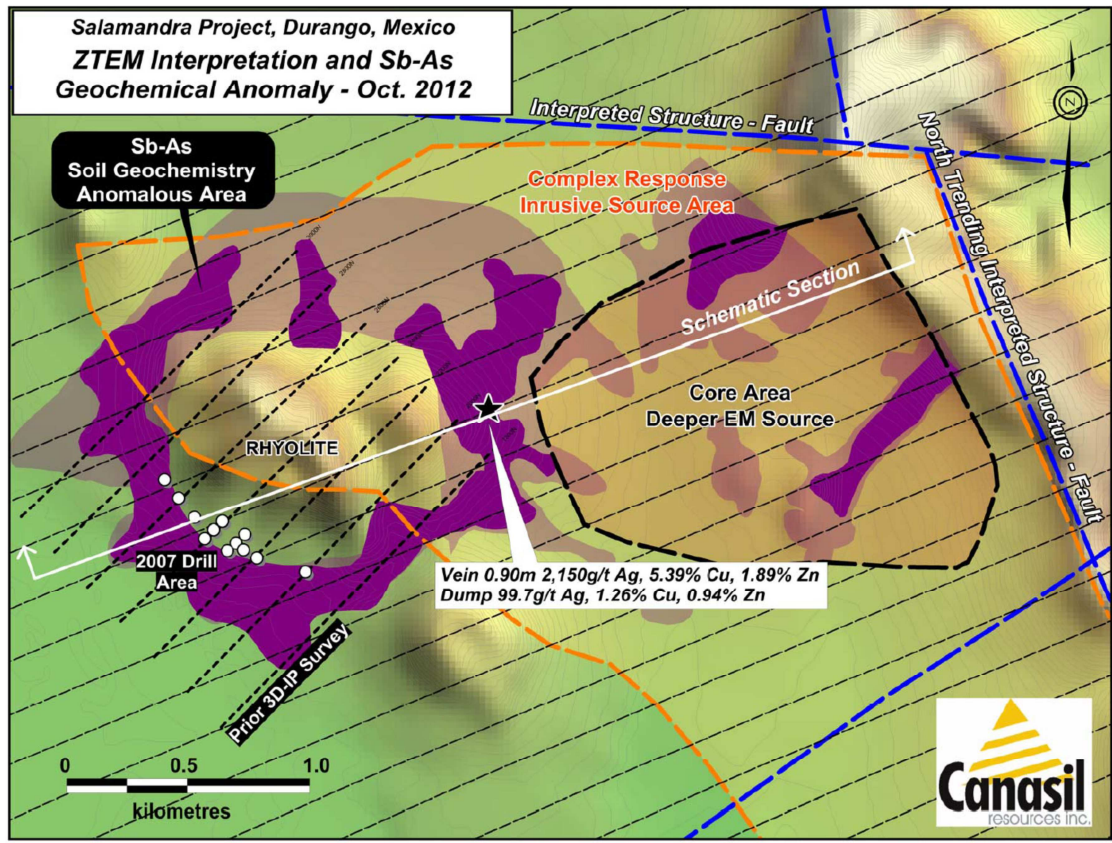 Salamandra Project, Durango, Mexico
ZTEM Interpretation and Sb-As
Geochemical Anomaly - Oct. 2012
Interpreted Structure - Fault
North Trending Interpreted Structure - Fault
N
Sb-As
Soil Geochemistry
Anomalous Area
Complex Response
Inrusive Source Area
Schematic Section
Core Area
Deeper EM Source
RHYOLITE
2007 Drill
Area
Vein 0.90m 2,150g/t Ag, 5.39% Cu, 1.89% Zn
Dump 99.7g/t Ag, 1.26% Cu, 0.94% Zn
Prior 3D-IP Survey
0 0.5 1.0
kilometres
Canasil
resources inc.